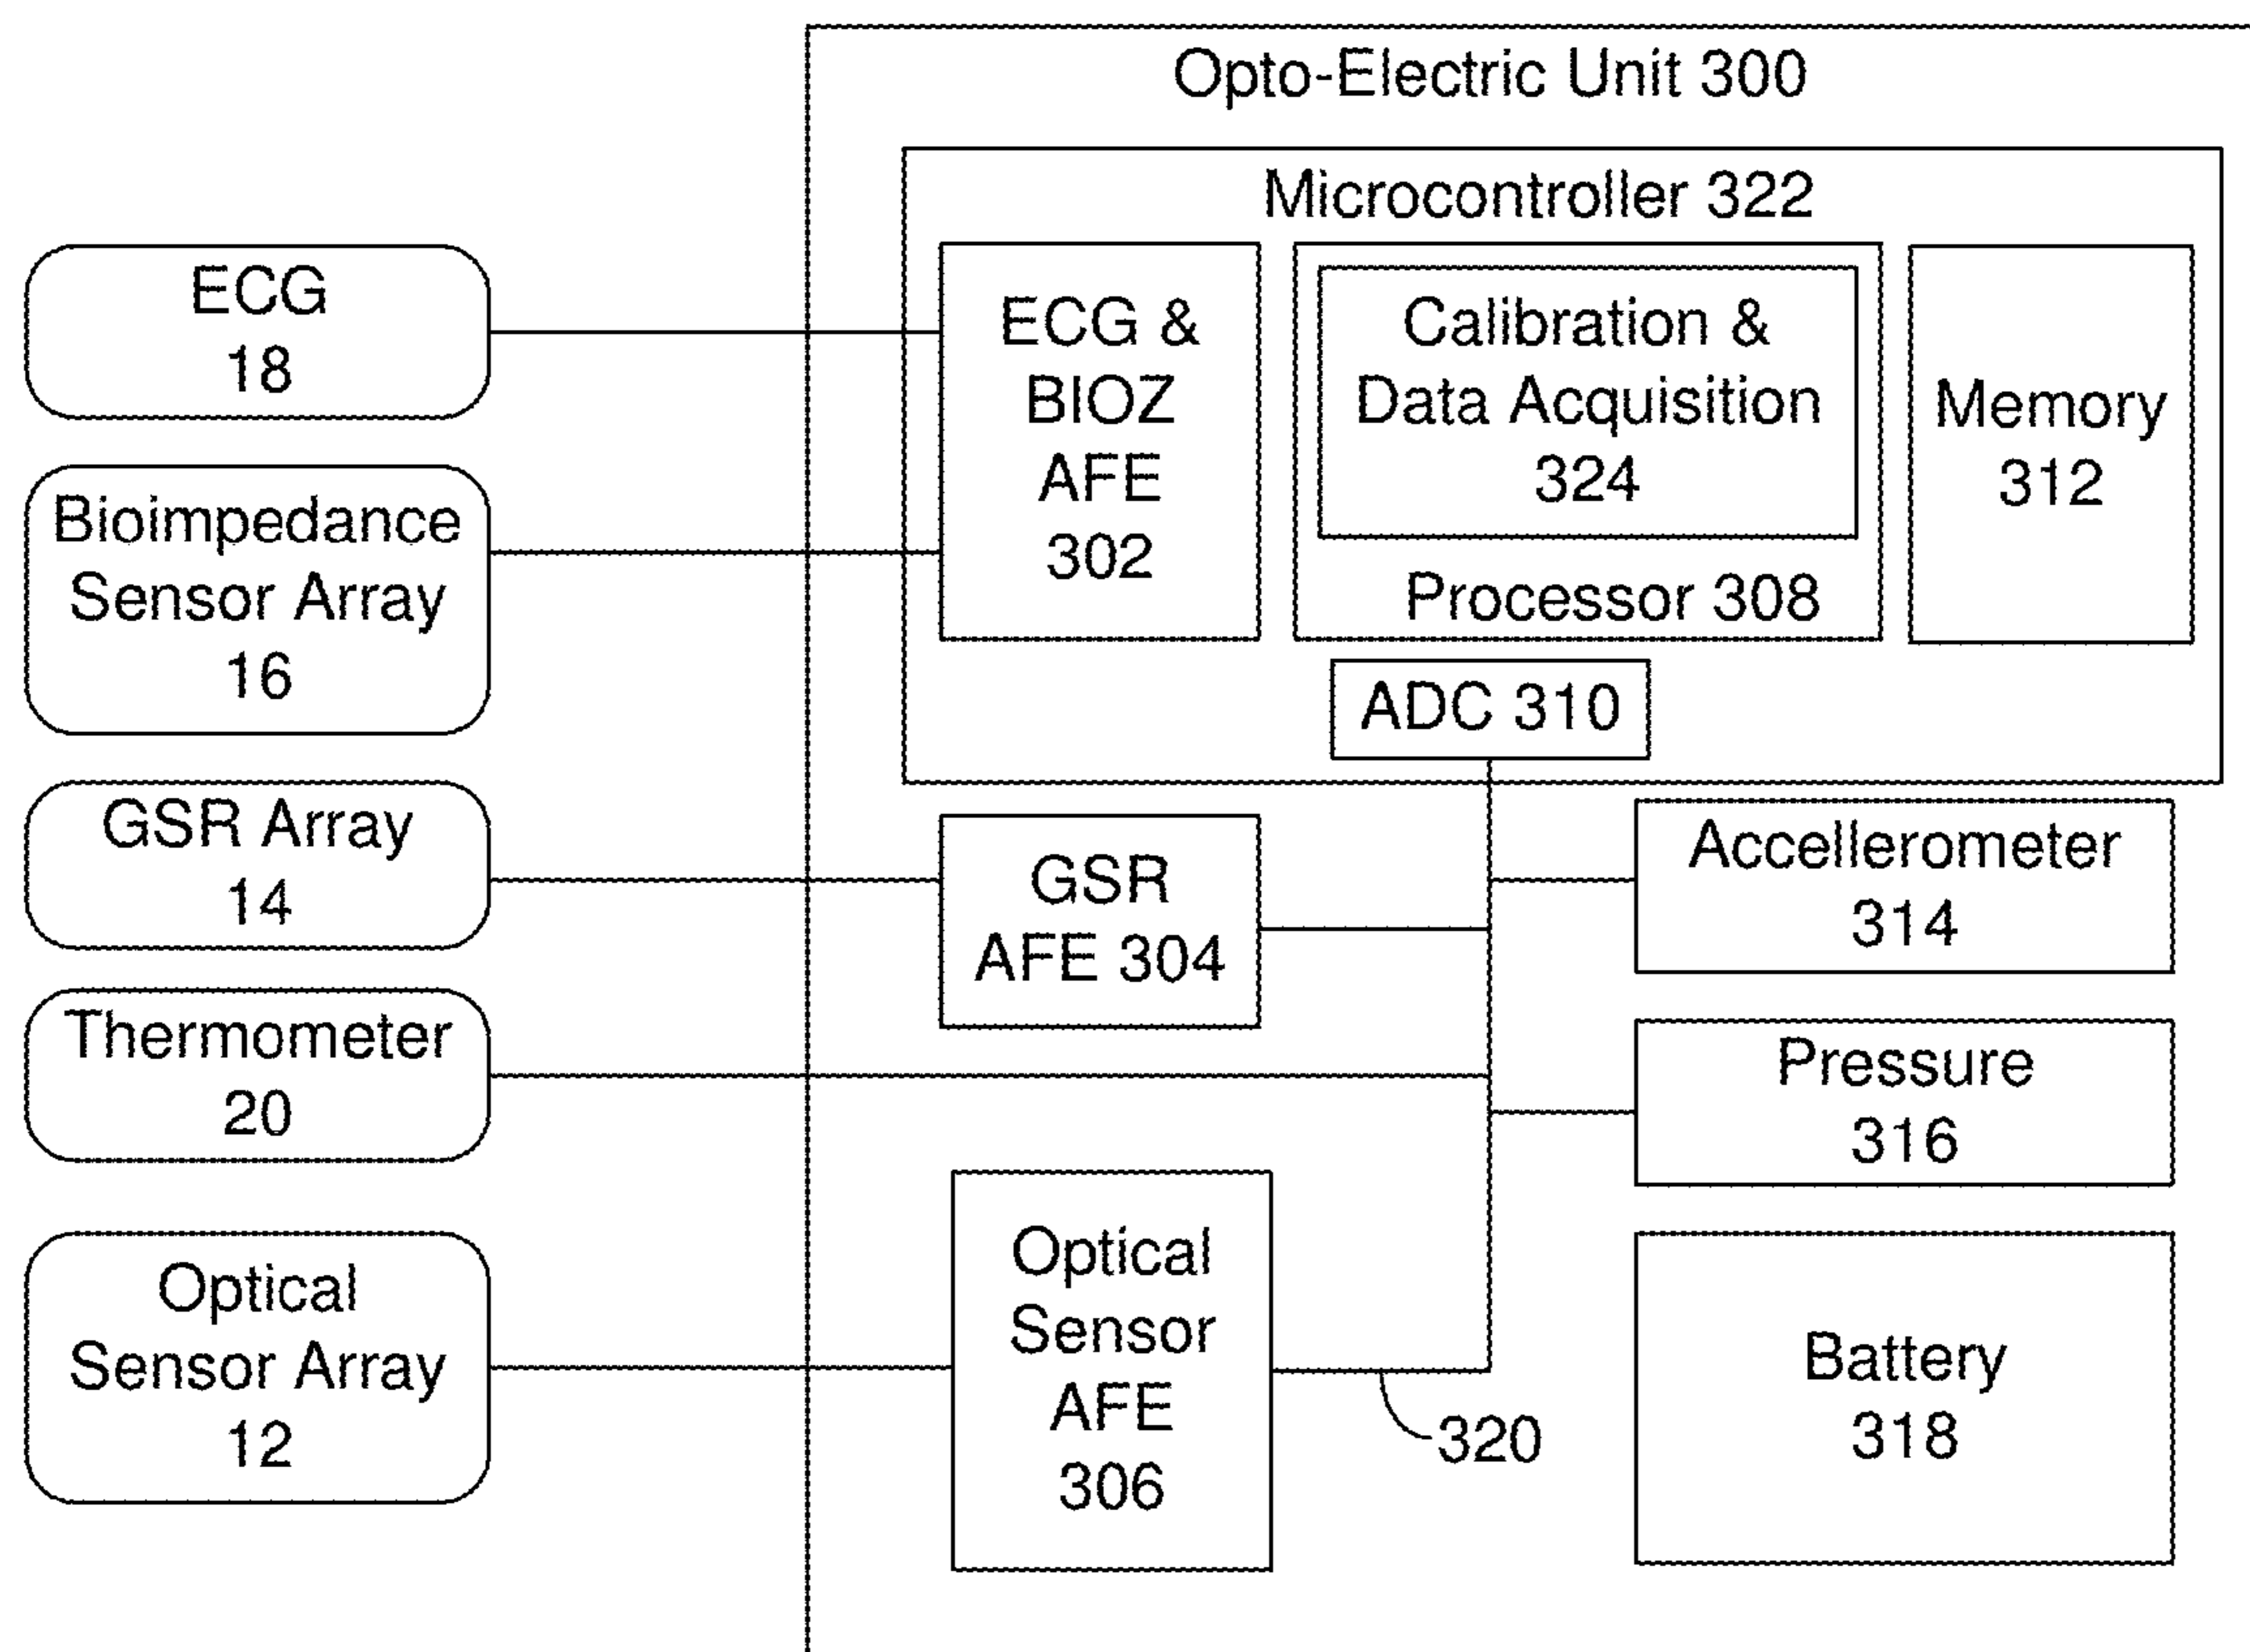 Opto-Electric Unit 300
Microcontroller 322
ECG
18
Bioimpedance
Sensor Array
16
GSR Array
14
Thermometer
20
Optical
Sensor Array
12
ECG &
BIOZ
AFE
302
Calibration &
Data Acquisition
324
Processor 308
Memory
312
ADC 310
GSR
AFE 304
Optical
Sensor
AFE
306
320
Accellerometer
314
Pressure
316
Battery
318